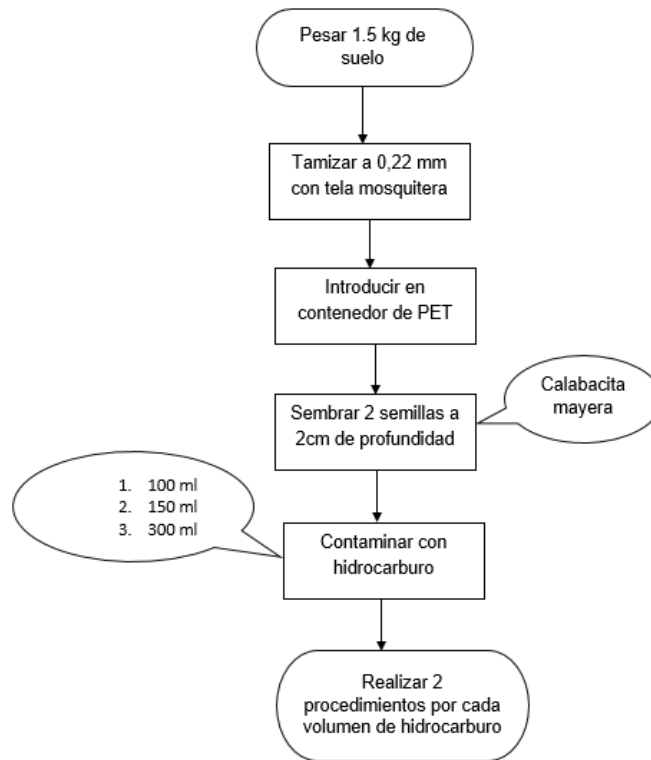 Pesar 1.5 kg de
suelo
Tamizar a 0,22 mm
con tela mosquitera
Introducir en
contenedor de PET
Calabacita
mayera
Sembrar 2 semillas a
2cm de profundidad
1. 100 ml
2. 150 ml
3. 300 ml
Contaminar con
hidrocarburo
Realizar 2
procedimientos por cada
volumen de hidrocarburo